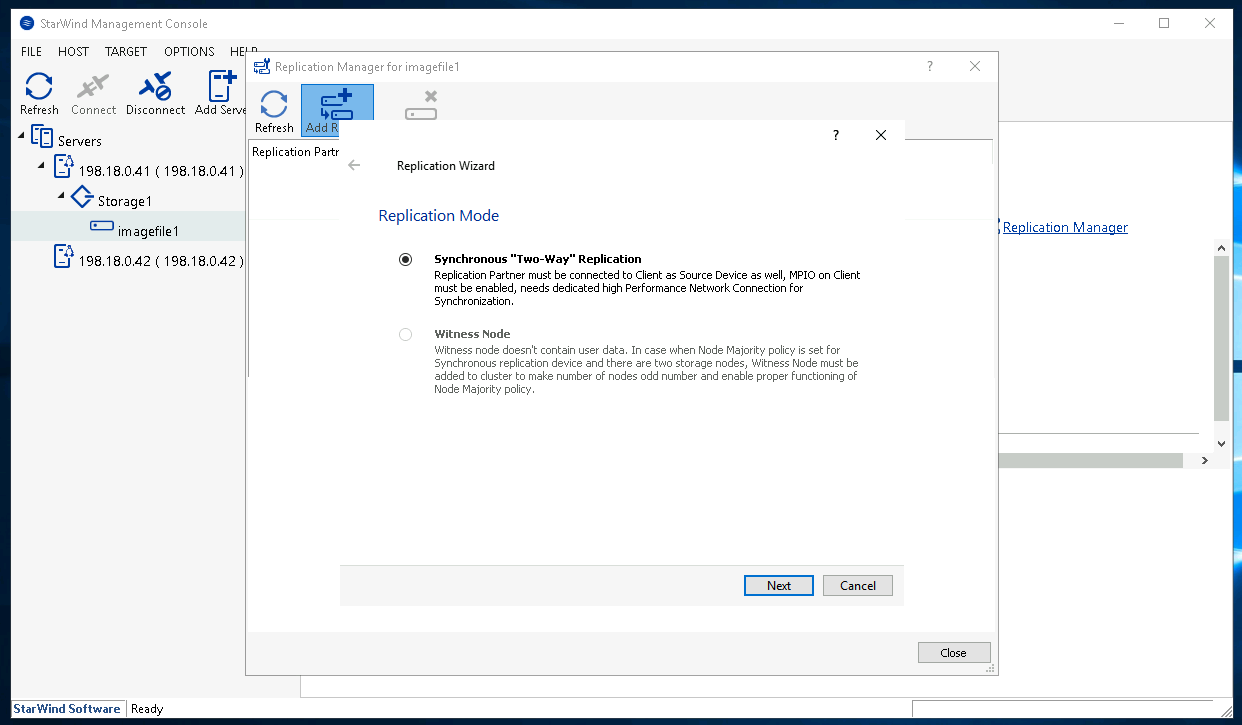 StarWind Management Console
FILE HOST TARGET OPTIONS HELP
Replication Manager for imagefile1
?
Refresh Connect Disconnect Add Serve
Refresh Add R
Servers
Replication Partn
?
198.18.0.41 ( 198.18.0.41 )
Replication Wizard
Storage1
Replication Mode
imagefile1
Replication Manager
198.18.0.42 ( 198.18.0.42 )
Synchronous "Two-Way" Replication
Replication Partner must be connected to Client as Source Device as well, MPIO on Client
must be enabled, needs dedicated high Performance Network Connection for
Synchronization.
Witness Node
Witness node doesn't contain user data. In case when Node Majority policy is set for
Synchronous replication device and there are two storage nodes, Witness Node must be
added to cluster to make number of nodes odd number and enable proper functioning of
Node Majority policy.
Next Cancel
Close
StarWind Software Ready